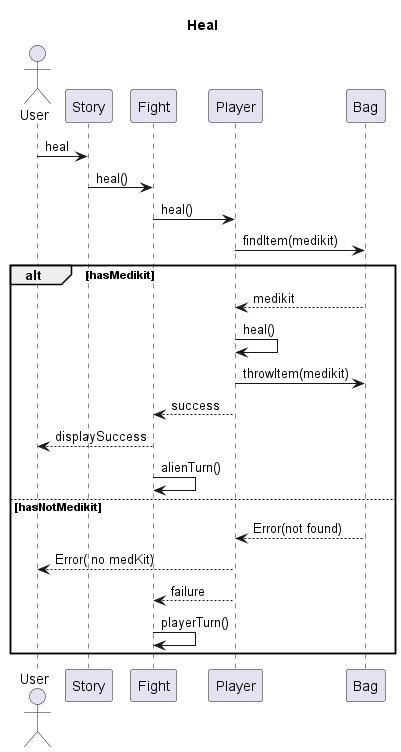 Heal
User
Story
Fight
Player
Bag
heal
heal()
heal()
findItem(medikit)
alt
[hasMedikit]
medikit
heal()
throwItem(medikit)
success
displaySuccess
alienTurn()
[hasNotMedikit]
Error(not found)
Error( no medKit)
failure
playerTurn()
User
Story
Fight
Player
Bag